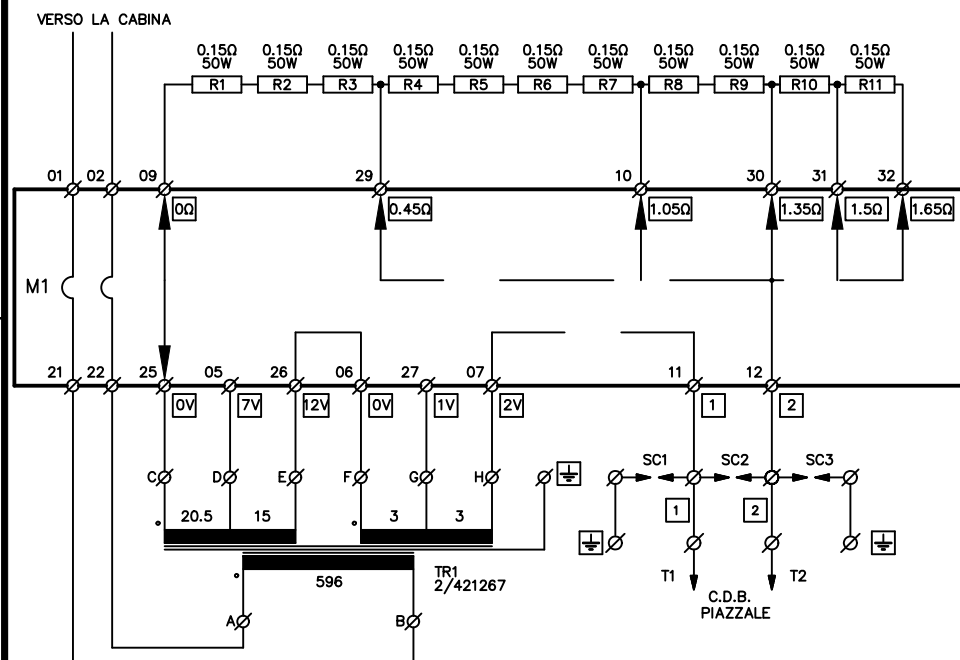 VERSO LA CABINA
0.15Ω 0.15Ω 0.15Ω 0.15Ω 0.15Ω 0.15Ω 0.15Ω 0.15Ω 0.15Ω 0.15Ω 0.15Ω
50W 50W 50W 50W 50W 50W 50W 50W 50W 50W 50W
R1 R2 R3 R4 R5 R6 R7 R8 R9 R10 R11
01 02 09 29 10 30 31 32
0Ω 0.45Ω 1.05Ω 1.35Ω 1.5Ω 1.65Ω
M1
21 22 25 05 26 06 27 07 11 12
0V 7V 12V 0V 1V 2V 1 2
SC1 SC2 SC3
C D E F G H
20.5 15 3 3 1 2
596
TR1
2/421267
T1 T2
C.D.B.
PIAZZALE
A B